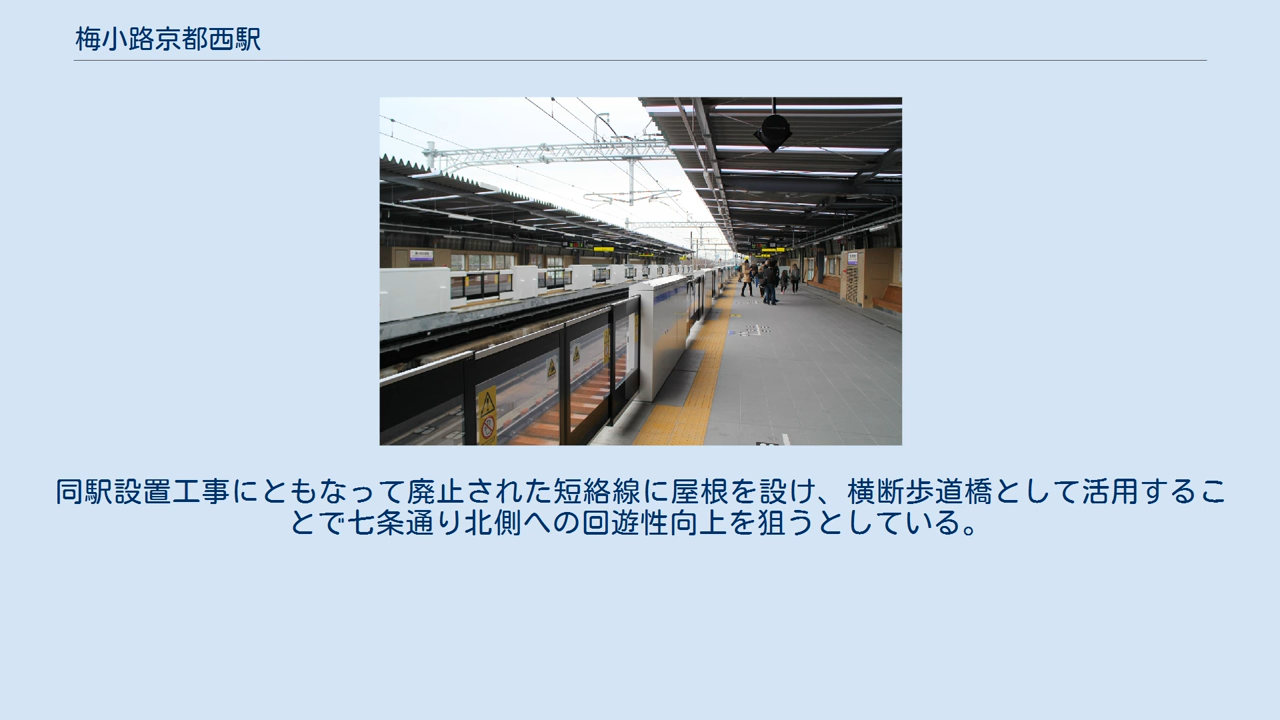 梅小路京都西駅
同駅設置工事にともなって廃止された短絡線に屋根を設け、横断歩道橋として活用するこ
とで七条通り北側への回遊性向上を狙うとしている。